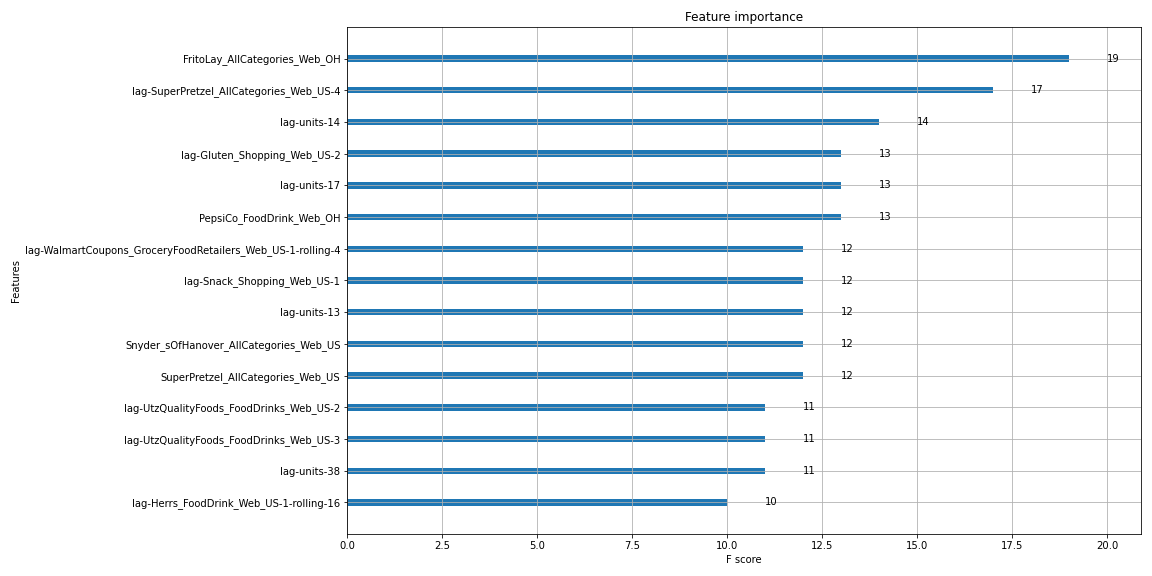 Feature importance
Features
FritoLay_AllCategories_Web_OH 19
lag-SuperPretzel_AllCategories_Web_US-4 17
lag-units-14 14
lag-Gluten_Shopping_Web_US-2 13
lag-units-17 13
PepsiCo_FoodDrink_Web_OH 13
lag-WalmartCoupons_GroceryFoodRetailers_Web_US-1-rolling-4 12
lag-Snack_Shopping_Web_US-1 12
lag-units-13 12
Snyder_sOfHanover_AllCategories_Web_US 12
SuperPretzel_AllCategories_Web_US 12
lag-UtzQualityFoods_FoodDrinks_Web_US-2 11
lag-UtzQualityFoods_FoodDrinks_Web_US-3 11
lag-units-38 11
lag-Herrs_FoodDrink_Web_US-1-rolling-16 10
0.0 2.5 5.0 7.5 10.0 12.5 15.0 17.5 20.0
F score